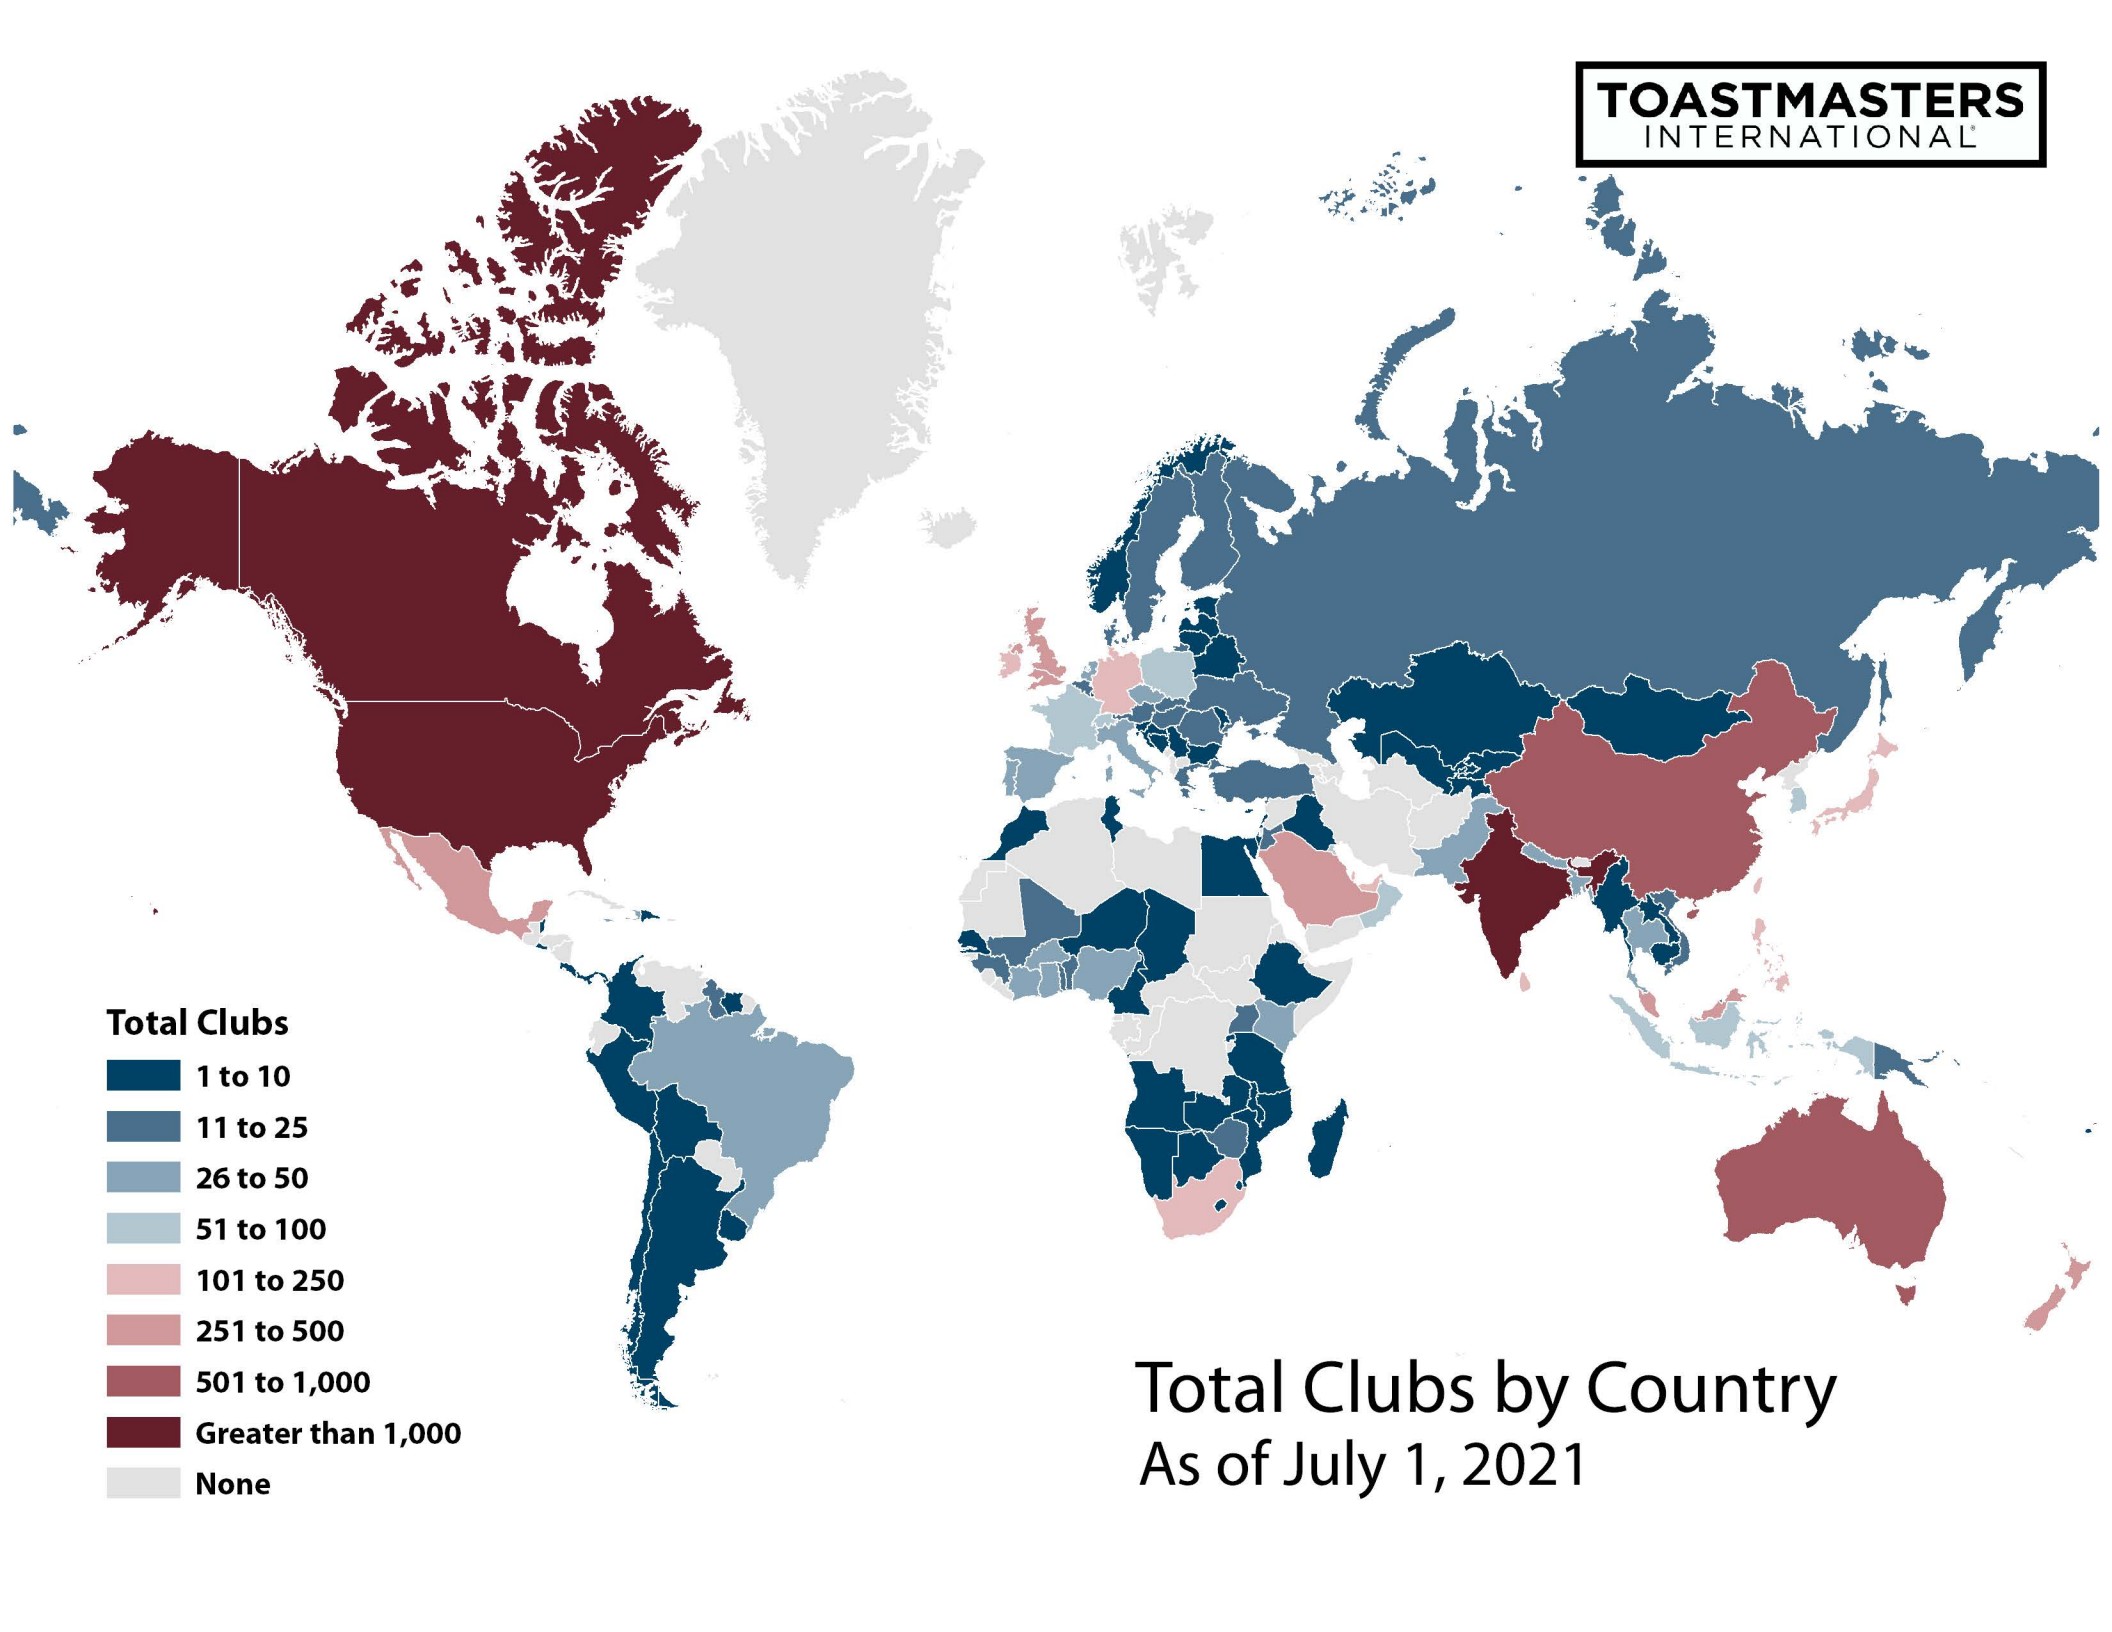 TOASTMASTERS
INTERNATIONAL®
Total Clubs
1 to 10
11 to 25
26 to 50
51 to 100
101 to 250
251 to 500
501 to 1,000
Greater than 1,000
None
Total Clubs by Country
As of July 1, 2021